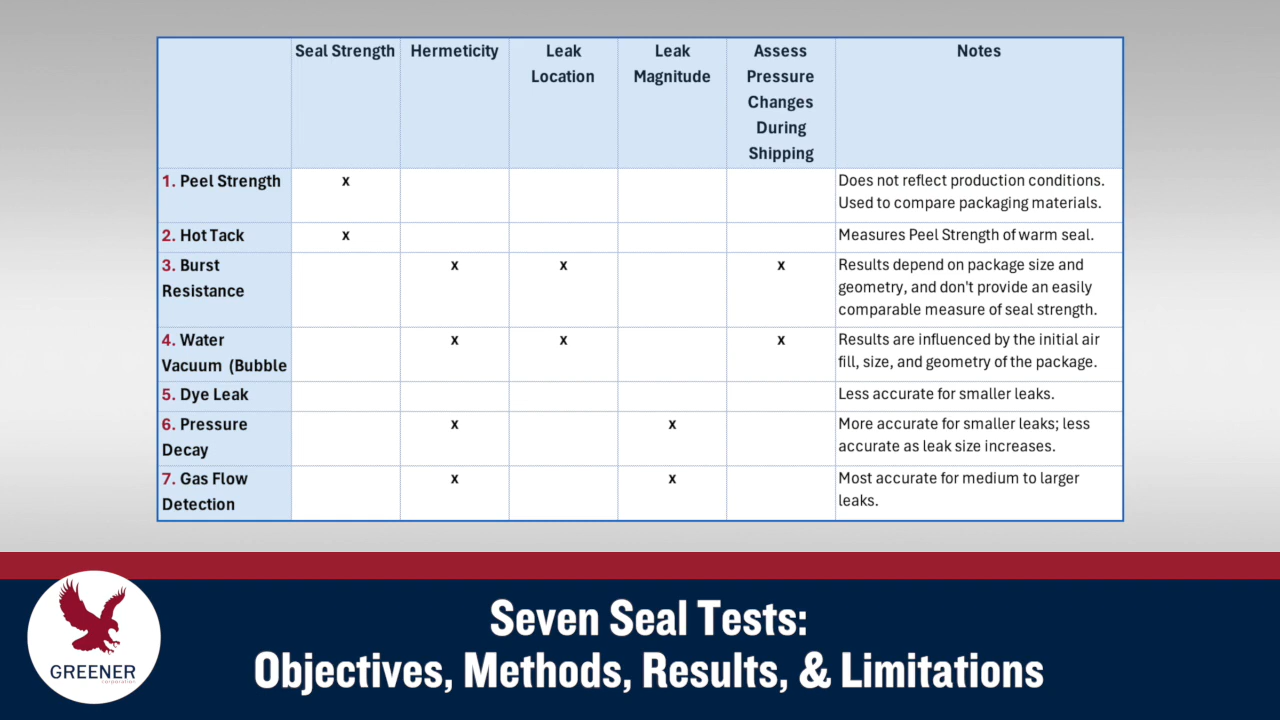 Seal Strength Hermeticity Leak Leak Assess Notes
Location Magnitude Pressure
Changes
During
Shipping
1. Peel Strength x Does not reflect production conditions.
Used to compare packaging materials.
2. Hot Tack x Measures Peel Strength of warm seal.
3. Burst x x x Results depend on package size and
Resistance geometry, and don't provide an easily
comparable measure of seal strength.
4. Water x x x Results are influenced by the initial air
Vacuum (Bubble fill, size, and geometry of the package.
5. Dye Leak Less accurate for smaller leaks.
6. Pressure x x More accurate for smaller leaks; less
Decay accurate as leak size increases.
7. Gas Flow x x Most accurate for medium to larger
Detection leaks.
GREENER
corporation
Seven Seal Tests:
Objectives, Methods, Results, & Limitations